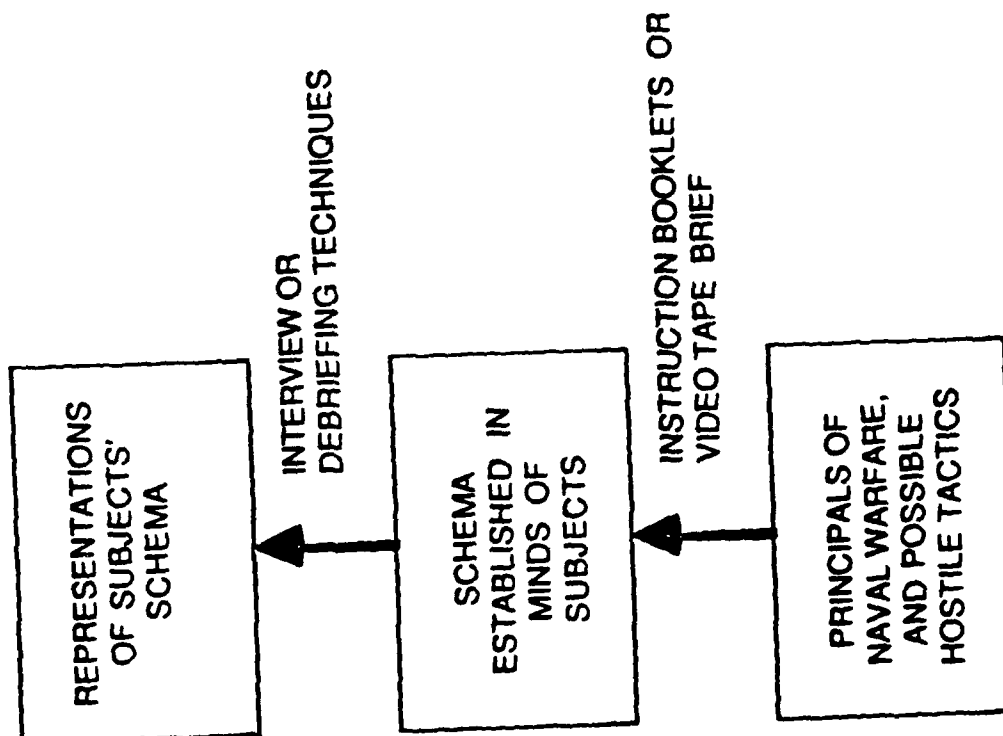 REPRESENTATIONS
OF SUBJECTS'
SCHEMA
INTERVIEW OR
DEBRIEFING TECHNIQUES
SCHEMA
ESTABLISHED IN
MINDS OF
SUBJECTS
INSTRUCTION BOOKLETS OR
VIDEO TAPE BRIEF
PRINCIPALS OF
NAVAL WARFARE,
AND POSSIBLE
HOSTILE TACTICS